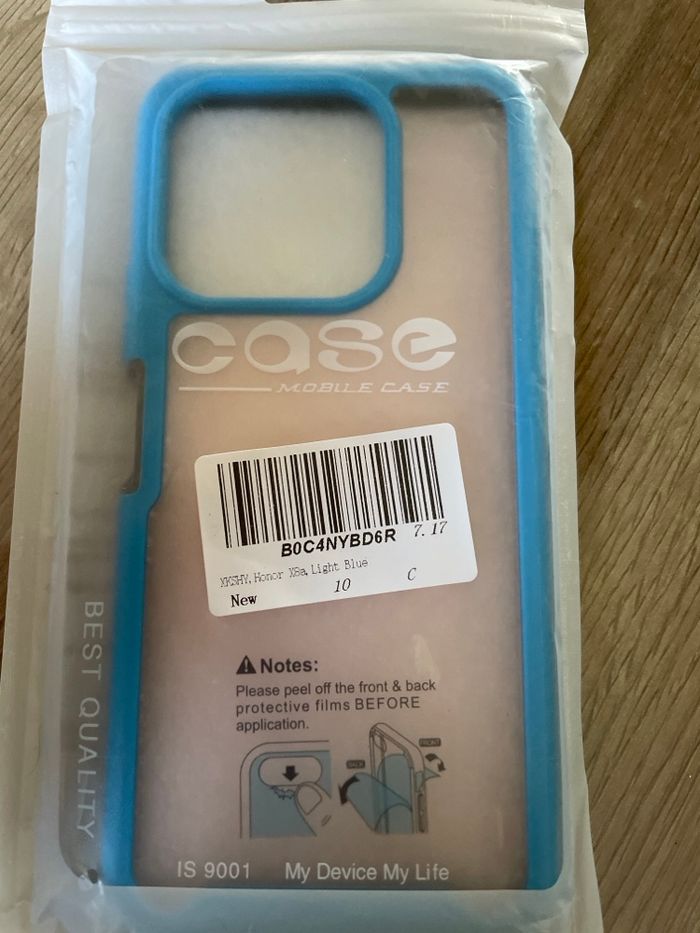 case
MOBILE CASE
B0C4NYBD6R 7.17
XKSHY, Honor X8a, Light Blue
New 10 C
BEST QUALITY
Notes:
Please peel off the front & back
protective films BEFORE
application.
BACK
FRONT
IS 9001 My Device My Life